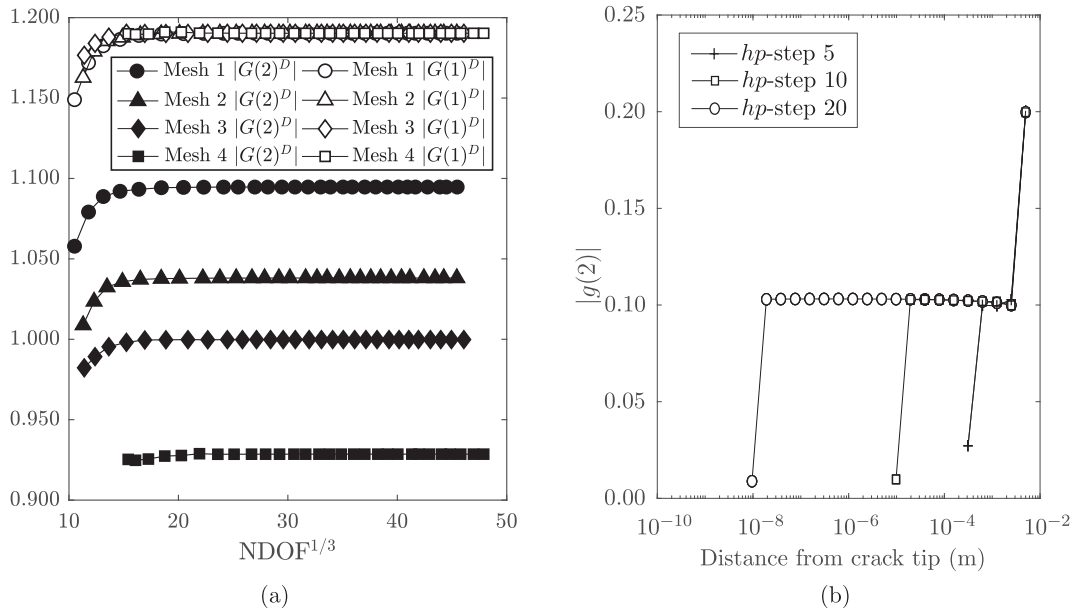 1.200
1.150
1.100
1.050
1.000
0.950
0.900
Mesh 1 |G(2)^D|
Mesh 2 |G(2)^D|
Mesh 3 |G(2)^D|
Mesh 4 |G(2)^D|
Mesh 1 |G(1)^D|
Mesh 2 |G(1)^D|
Mesh 3 |G(1)^D|
Mesh 4 |G(1)^D|
10 20 30 40 50
NDOF^1/3
(a)
0.25
0.20
0.15
0.10
0.05
0.00
|g(2)|
hp-step 5
hp-step 10
hp-step 20
10^−10 10^−8 10^−6 10^−4 10^−2
Distance from crack tip (m)
(b)